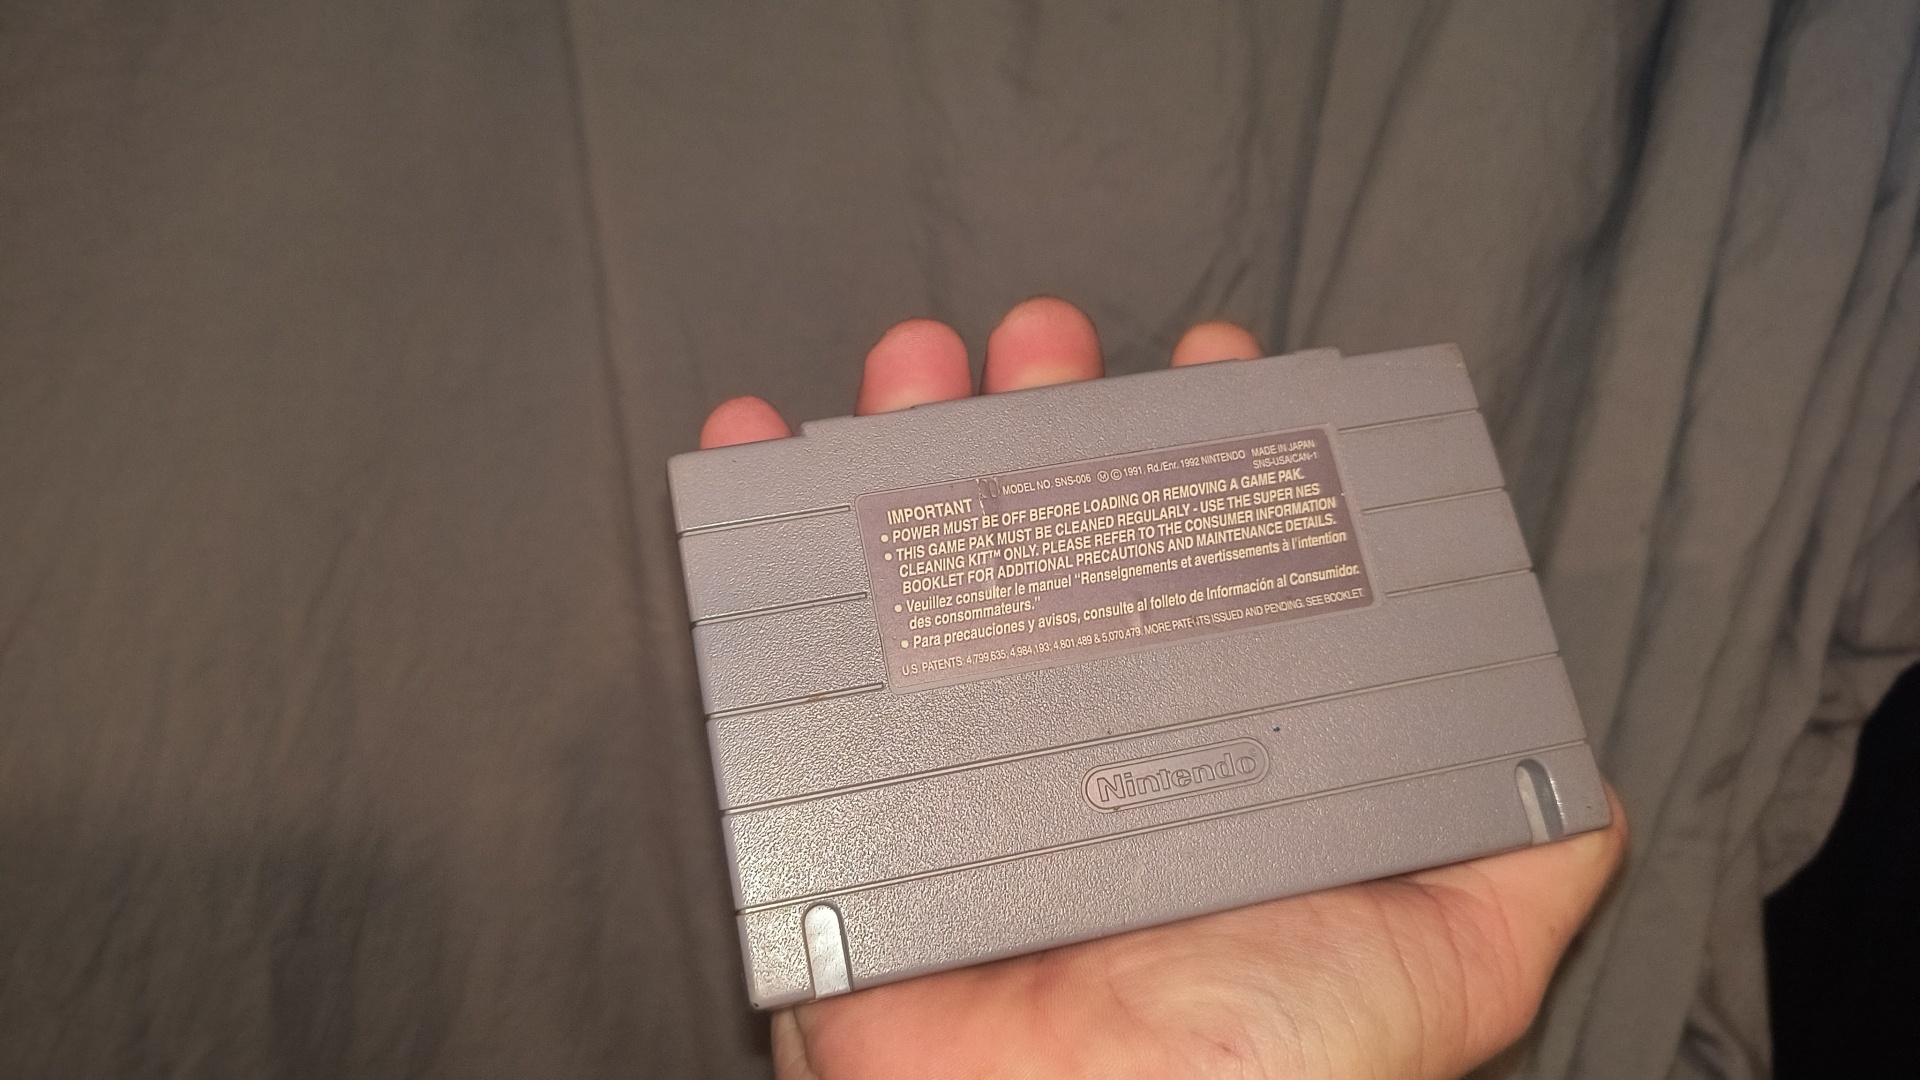 IMPORTANT MODEL NO. SNS-006 Ⓜ © 1991, Rd./Enr. 1992 NINTENDO MADE IN JAPAN
SNS-USA/CAN-1
• POWER MUST BE OFF BEFORE LOADING OR REMOVING A GAME PAK.
• THIS GAME PAK MUST BE CLEANED REGULARLY - USE THE SUPER NES
CLEANING KIT™ ONLY. PLEASE REFER TO THE CONSUMER INFORMATION
BOOKLET FOR ADDITIONAL PRECAUTIONS AND MAINTENANCE DETAILS.
• Veuillez consulter le manuel "Renseignements et avertissements à l'intention
des consommateurs."
• Para precauciones y avisos, consulte al folleto de Información al Consumidor.
U.S. PATENTS: 4,799,635; 4,984,193; 4,801,489 & 5,070,479. MORE PATENTS ISSUED AND PENDING. SEE BOOKLET.
Nintendo